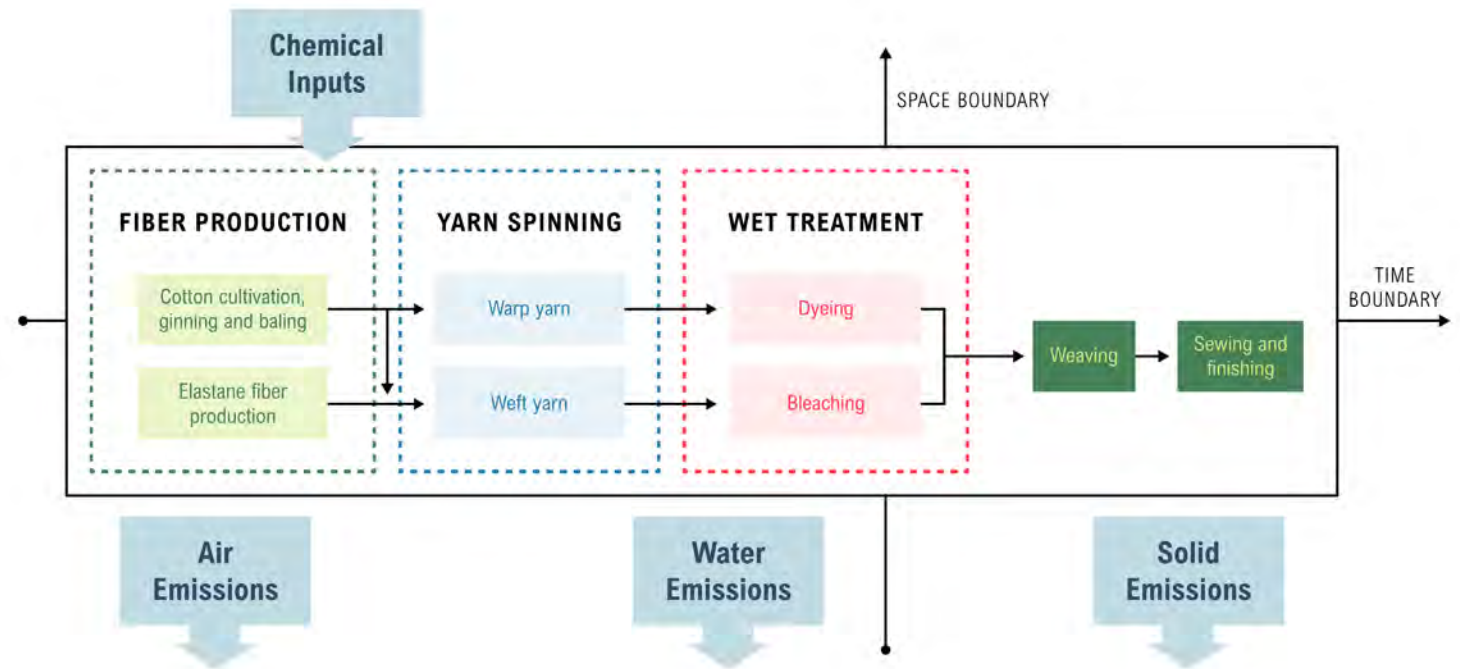 Chemical
Inputs
SPACE BOUNDARY
FIBER PRODUCTION
YARN SPINNING
WET TREATMENT
Cotton cultivation,
ginning and baling
Warp yarn
Dyeing
TIME
BOUNDARY
Elastane fiber
production
Weft yarn
Bleaching
Weaving
Sewing and
finishing
Air
Emissions
Water
Emissions
Solid
Emissions